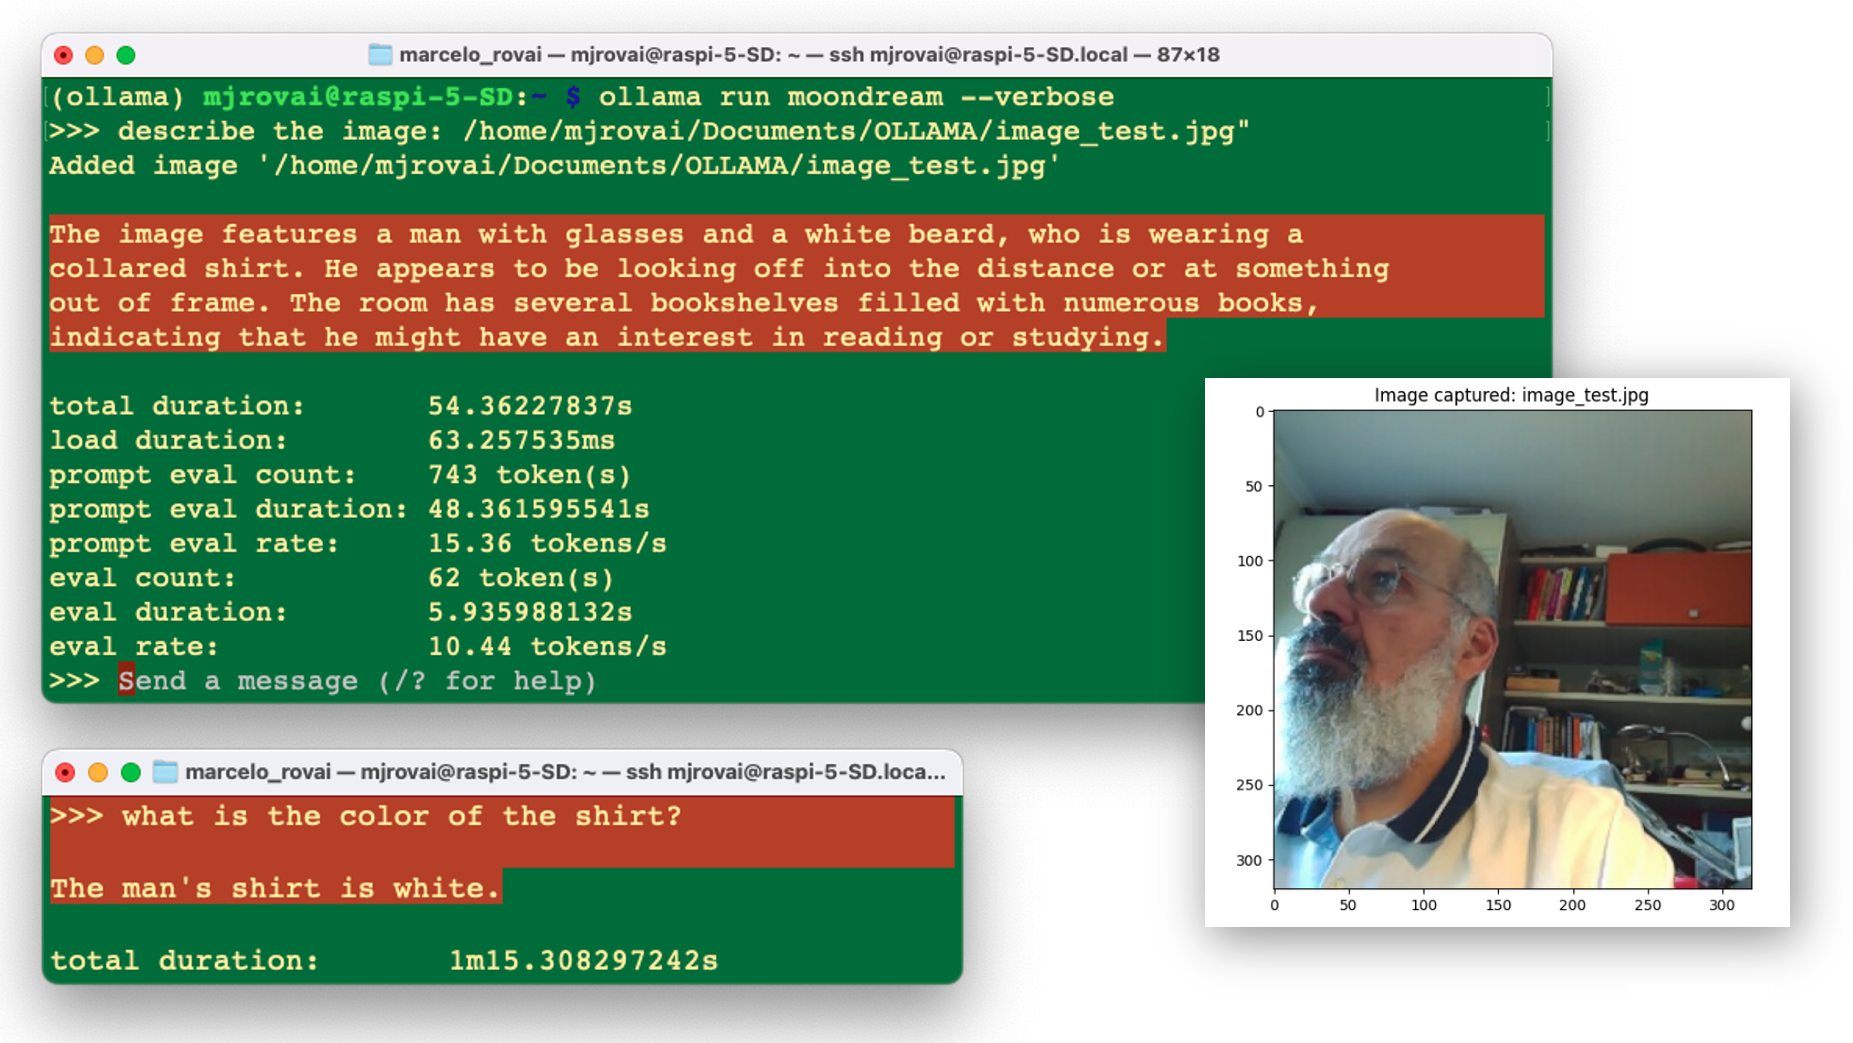 marcelo_rovai — mjrovai@raspi-5-SD: ~ — ssh mjrovai@raspi-5-SD.local — 87×18
(ollama) mjrovai@raspi-5-SD:~ $ ollama run moondream --verbose
>>> describe the image: /home/mjrovai/Documents/OLLAMA/image_test.jpg"
Added image '/home/mjrovai/Documents/OLLAMA/image_test.jpg'
The image features a man with glasses and a white beard, who is wearing a
collared shirt. He appears to be looking off into the distance or at something
out of frame. The room has several bookshelves filled with numerous books,
indicating that he might have an interest in reading or studying.
total duration: 54.36227837s
load duration: 63.257535ms
prompt eval count: 743 token(s)
prompt eval duration: 48.361595541s
prompt eval rate: 15.36 tokens/s
eval count: 62 token(s)
eval duration: 5.935988132s
eval rate: 10.44 tokens/s
>>> Send a message (/? for help)
Image captured: image_test.jpg
0
50
100
150
200
250
300
0 50 100 150 200 250 300
marcelo_rovai — mjrovai@raspi-5-SD: ~ — ssh mjrovai@raspi-5-SD.loca...
>>> what is the color of the shirt?
The man's shirt is white.
total duration: 1m15.308297242s